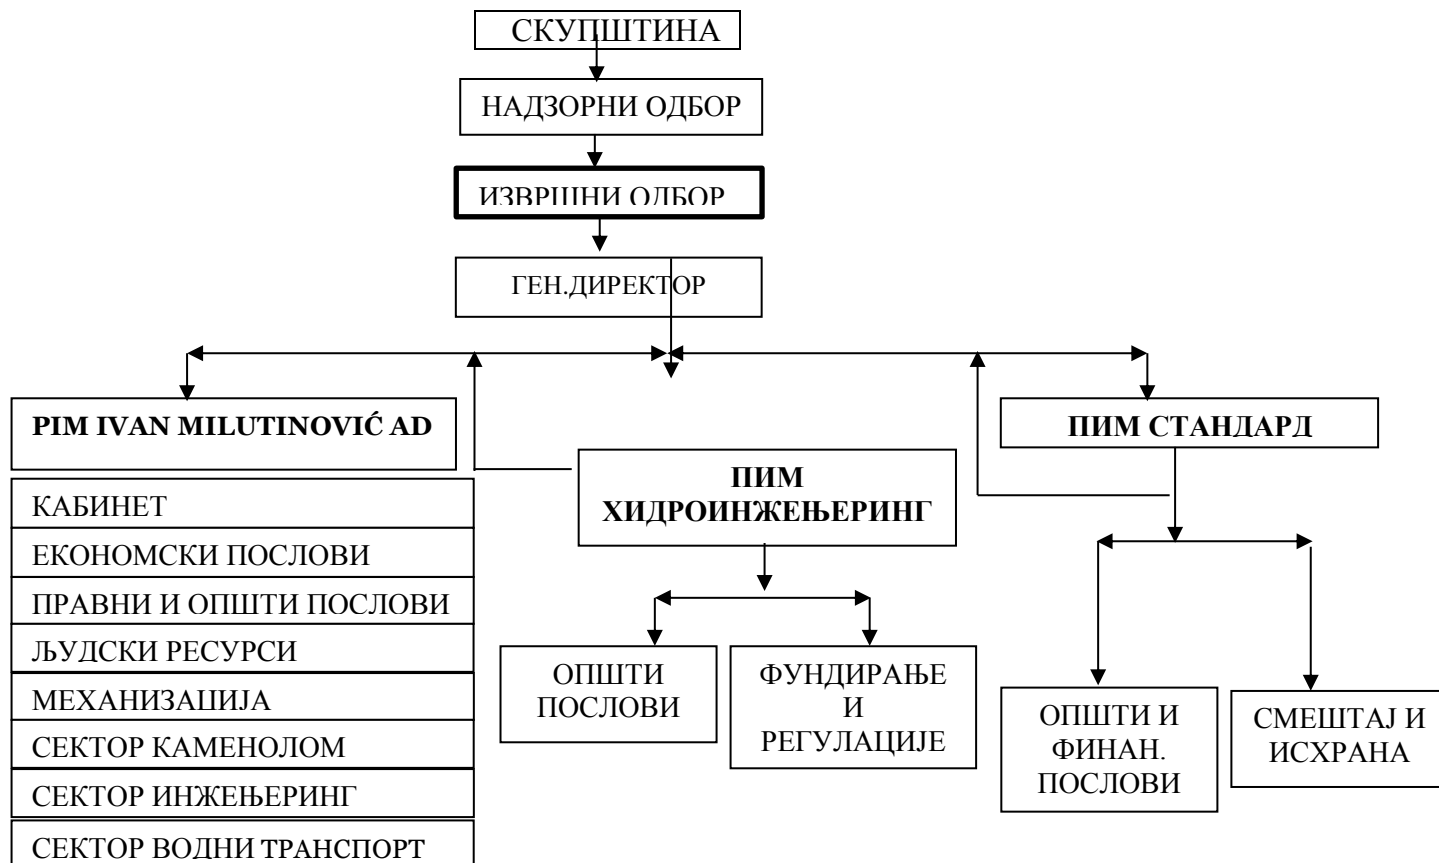 СКУПШТИНА
НАДЗОРНИ ОДБОР
ИЗВРШНИ ОДБОР
ГЕН.ДИРЕКТОР
PIM IVAN MILUTINOVIĆ AD
КАБИНЕТ
ЕКОНОМСКИ ПОСЛОВИ
ПРАВНИ И ОПШТИ ПОСЛОВИ
ЉУДСКИ РЕСУРСИ
МЕХАНИЗАЦИЈА
СЕКТОР КАМЕНОЛОМ
СЕКТОР ИНЖЕЊЕРИНГ
СЕКТОР ВОДНИ ТРАНСПОРТ
ПИМ
ХИДРОИНЖЕЊЕРИНГ
ОПШТИ
ПОСЛОВИ
ФУНДИРАЊЕ
И
РЕГУЛАЦИЈЕ
ПИМ СТАНДАРД
ОПШТИ И
ФИНАН.
ПОСЛОВИ
СМЕШТАЈ И
ИСХРАНА